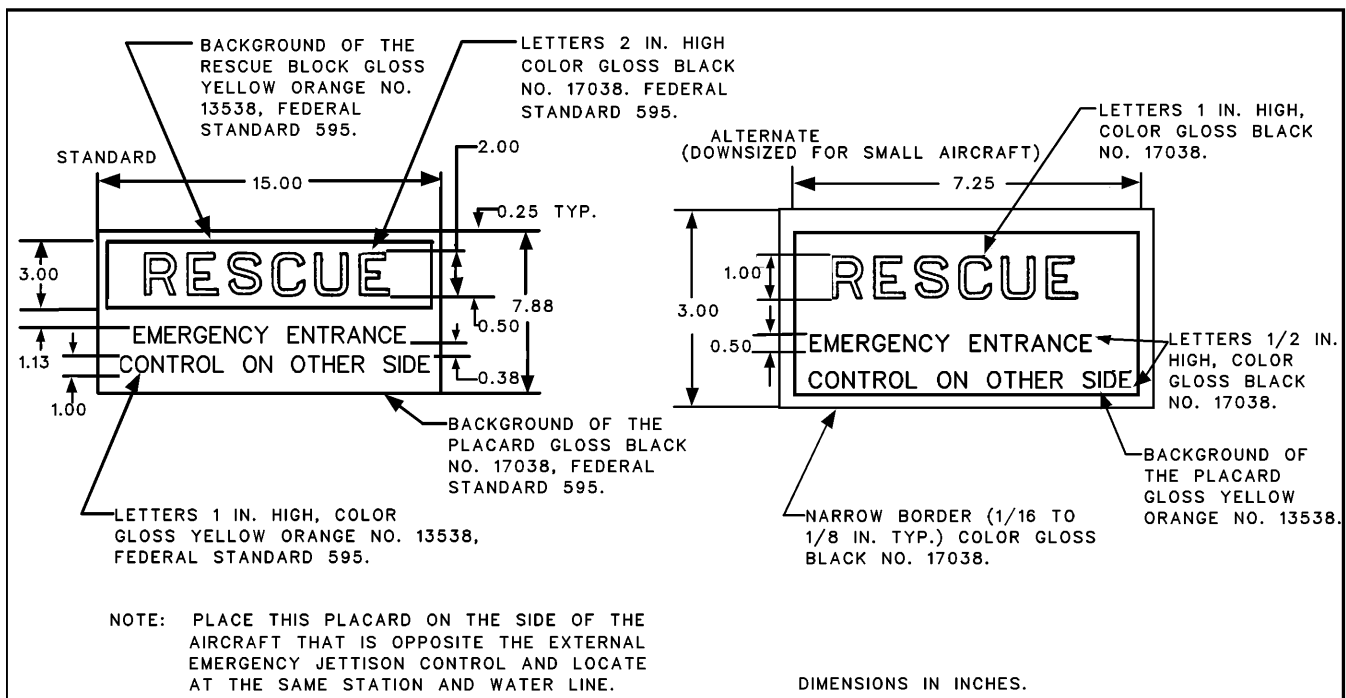 BACKGROUND OF THE
RESCUE BLOCK GLOSS
YELLOW ORANGE NO.
13538, FEDERAL
STANDARD 595.
LETTERS 2 IN. HIGH
COLOR GLOSS BLACK
NO. 17038. FEDERAL
STANDARD 595.
STANDARD
15.00
2.00
0.25 TYP.
3.00
RESCUE
7.88
0.50
EMERGENCY ENTRANCE
1.13
CONTROL ON OTHER SIDE
0.38
1.00
BACKGROUND OF THE
PLACARD GLOSS BLACK
NO. 17038, FEDERAL
STANDARD 595.
LETTERS 1 IN. HIGH, COLOR
GLOSS YELLOW ORANGE NO. 13538,
FEDERAL STANDARD 595.
ALTERNATE
(DOWNSIZED FOR SMALL AIRCRAFT)
LETTERS 1 IN. HIGH,
COLOR GLOSS BLACK
NO. 17038.
7.25
1.00
RESCUE
3.00
0.50
EMERGENCY ENTRANCE
CONTROL ON OTHER SIDE
LETTERS 1/2 IN.
HIGH, COLOR
GLOSS BLACK
NO. 17038.
BACKGROUND OF
THE PLACARD
GLOSS YELLOW
ORANGE NO. 13538.
NARROW BORDER (1/16 TO
1/8 IN. TYP.) COLOR GLOSS
BLACK NO. 17038.
NOTE: PLACE THIS PLACARD ON THE SIDE OF THE
AIRCRAFT THAT IS OPPOSITE THE EXTERNAL
EMERGENCY JETTISON CONTROL AND LOCATE
AT THE SAME STATION AND WATER LINE.
DIMENSIONS IN INCHES.